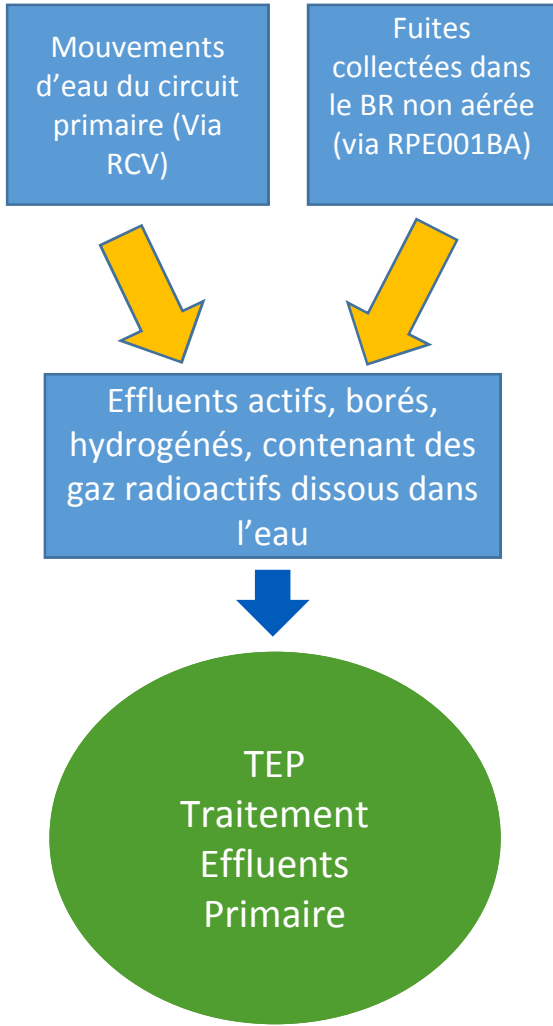 Mouvements
d’eau du circuit
primaire (Via
RCV)
Fuites
collectées dans
le BR non aérée
(via RPE001BA)
Effluents actifs, borés,
hydrogénés, contenant des
gaz radioactifs dissous dans
l’eau
TEP
Traitement
Effluents
Primaire